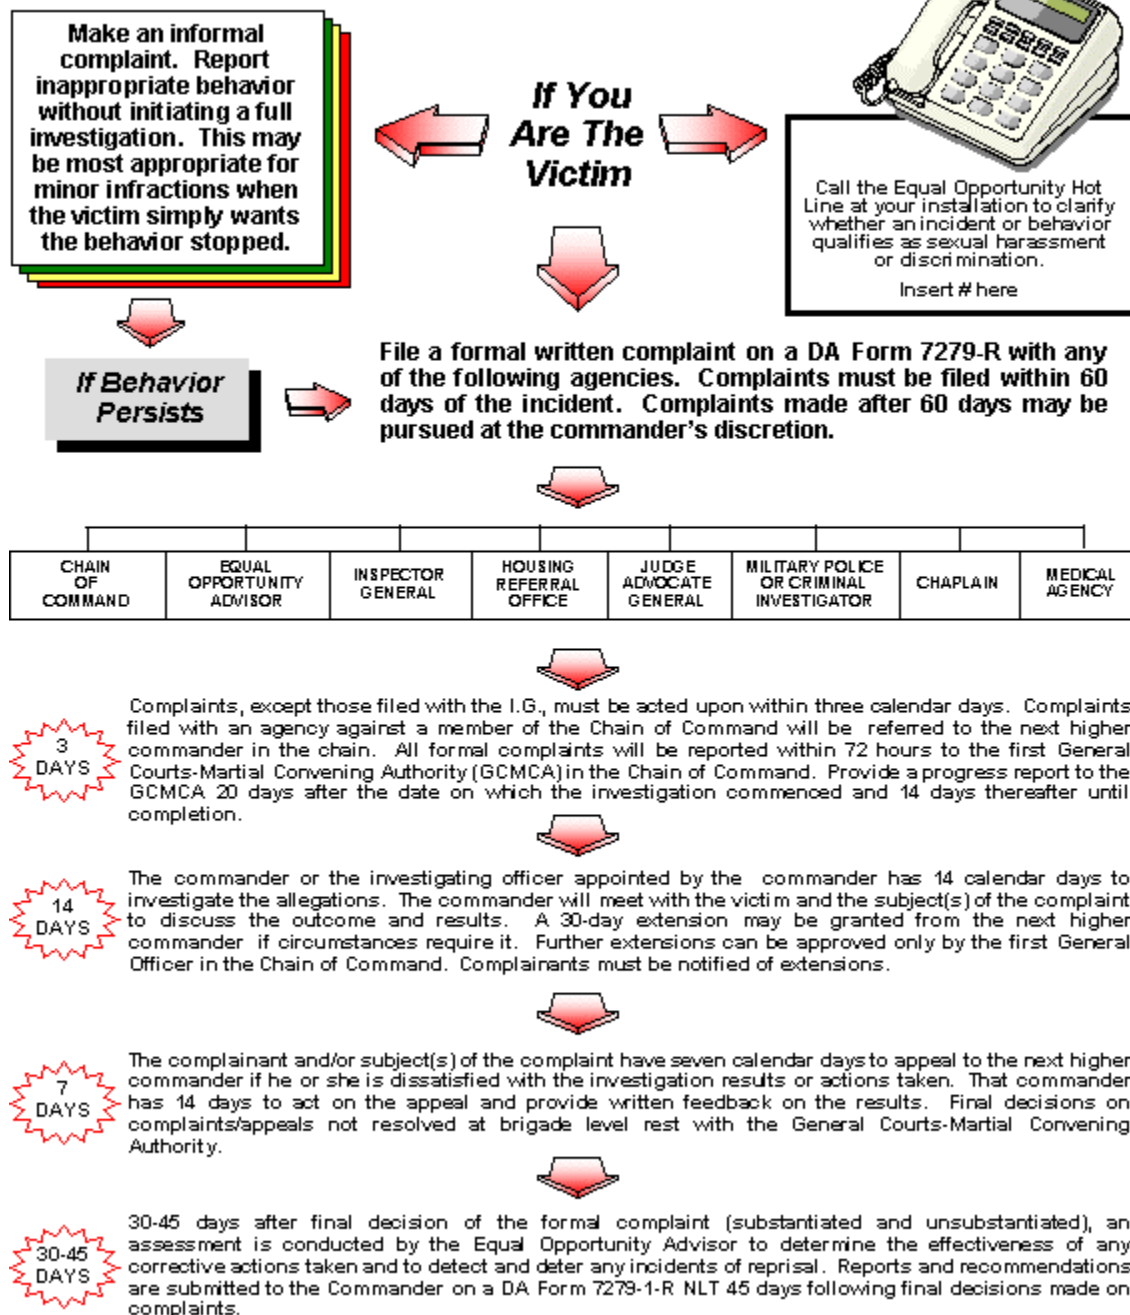 Make an informal
complaint. Report
inappropriate behavior
without initiating a full
investigation. This may
be most appropriate for
minor infractions when
the victim simply wants
the behavior stopped.
If You
Are The
Victim
Call the Equal Opportunity Hot
Line at your installation to clarify
whether an incident or behavior
qualifies as sexual harassment
or discrimination.
Insert # here
If Behavior
Persists
File a formal written complaint on a DA Form 7279-R with any
of the following agencies. Complaints must be filed within 60
days of the incident. Complaints made after 60 days may be
pursued at the commander's discretion.
CHAIN
OF
COMMAND
EQUAL
OPPORTUNITY
ADVISOR
INSPECTOR
GENERAL
HOUSING
REFERRAL
OFFICE
JUDGE
ADVOCATE
GENERAL
MILITARY POLICE
OR CRIMINAL
INVESTIGATOR
CHAPLAIN
MEDICAL
AGENCY
3
DAYS
Complaints, except those filed with the I.G., must be acted upon within three calendar days. Complaints
filed with an agency against a member of the Chain of Command will be referred to the next higher
commander in the chain. All formal complaints will be reported within 72 hours to the first General
Courts-Martial Convening Authority (GCMCA) in the Chain of Command. Provide a progress report to the
GCMCA 20 days after the date on which the investigation commenced and 14 days thereafter until
completion.
14
DAYS
The commander or the investigating officer appointed by the commander has 14 calendar days to
investigate the allegations. The commander will meet with the victim and the subject(s) of the complaint
to discuss the outcome and results. A 30-day extension may be granted from the next higher
commander if circumstances require it. Further extensions can be approved only by the first General
Officer in the Chain of Command. Complainants must be notified of extensions.
7
DAYS
The complainant and/or subject(s) of the complaint have seven calendar days to appeal to the next higher
commander if he or she is dissatisfied with the investigation results or actions taken. That commander
has 14 days to act on the appeal and provide written feedback on the results. Final decisions on
complaints/appeals not resolved at brigade level rest with the General Courts-Martial Convening
Authority.
30-45
DAYS
30-45 days after final decision of the formal complaint (substantiated and unsubstantiated), an
assessment is conducted by the Equal Opportunity Advisor to determine the effectiveness of any
corrective actions taken and to detect and deter any incidents of reprisal. Reports and recommendations
are submitted to the Commander on a DA Form 7279-1-R NLT 45 days following final decisions made on
complaints.